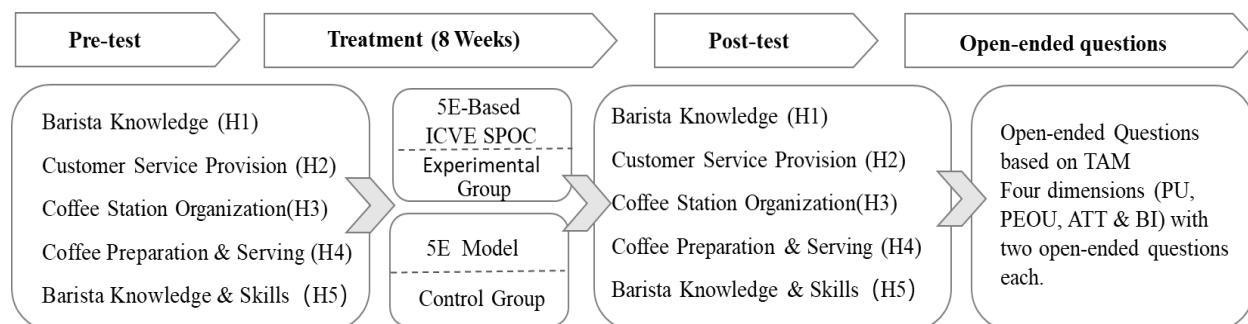 Pre-test
Treatment (8 Weeks)
Post-test
Open-ended questions
Barista Knowledge (H1)
Customer Service Provision (H2)
Coffee Station Organization(H3)
Coffee Preparation & Serving (H4)
Barista Knowledge & Skills (H5)
5E-Based
ICVE SPOC
Experimental
Group
5E Model
Control Group
Barista Knowledge (H1)
Customer Service Provision (H2)
Coffee Station Organization(H3)
Coffee Preparation & Serving (H4)
Barista Knowledge & Skills (H5)
Open-ended Questions
based on TAM
Four dimensions (PU,
PEOU, ATT & BI) with
two open-ended questions
each.